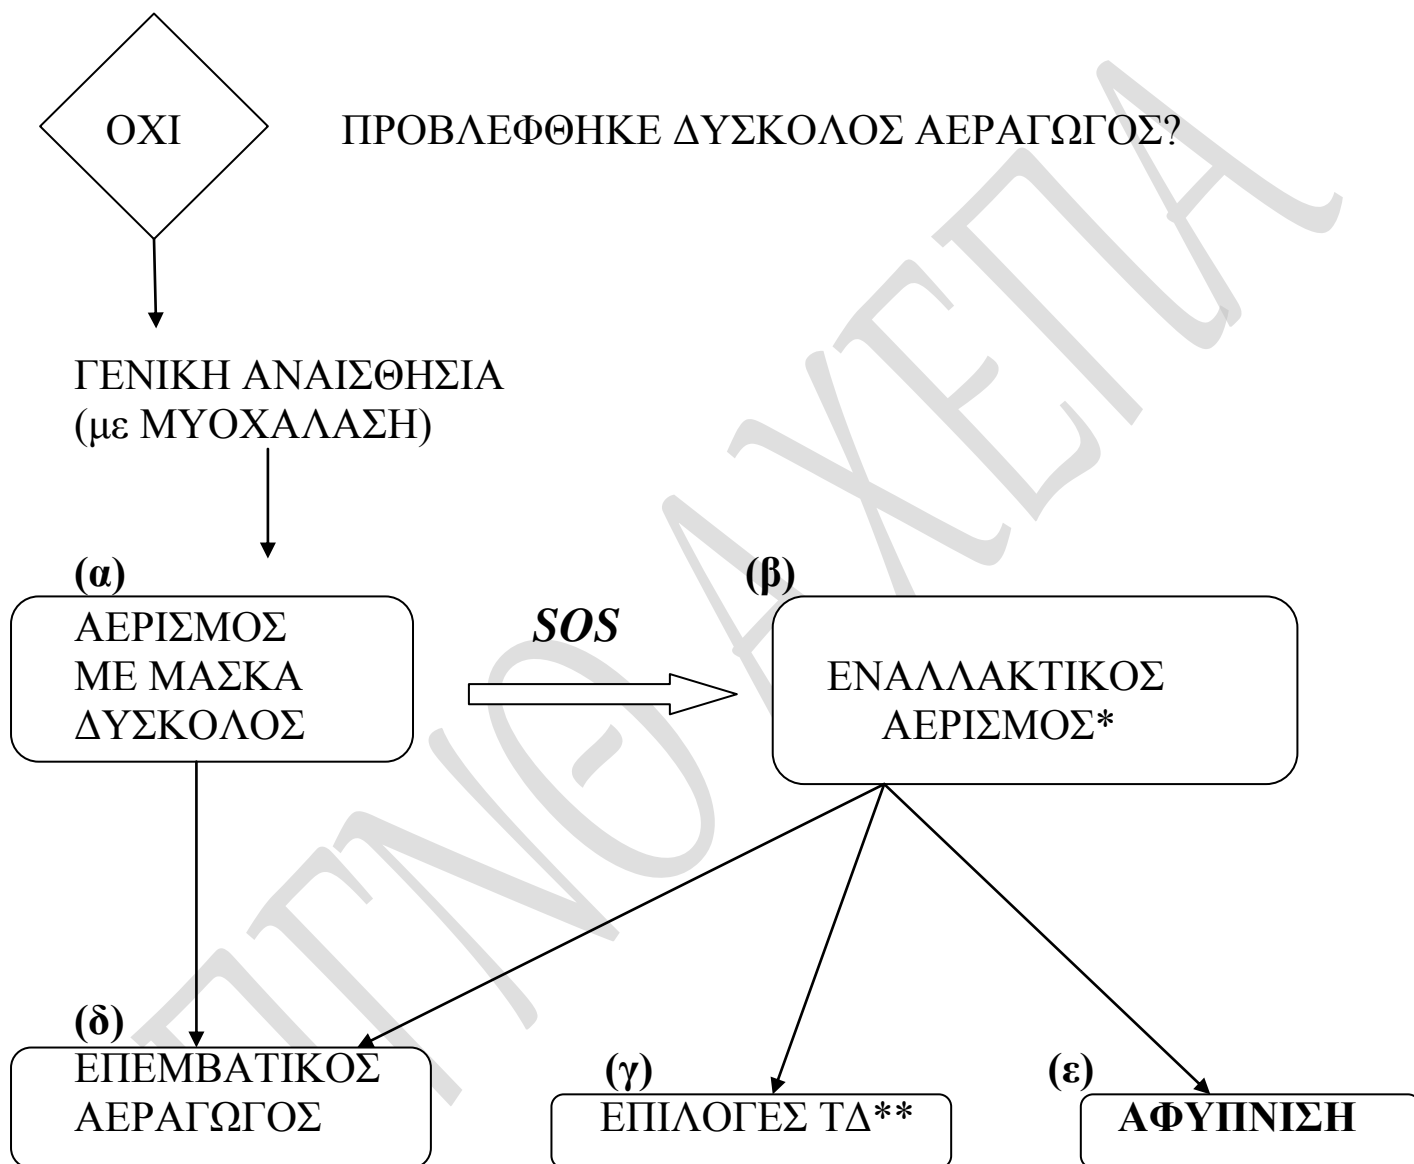 ΟΧΙ ΠΡΟΒΛΕΦΘΗΚΕ ΔΥΣΚΟΛΟΣ ΑΕΡΑΓΩΓΟΣ?
ΓΕΝΙΚΗ ΑΝΑΙΣΘΗΣΙΑ
(με ΜΥΟΧΑΛΑΣΗ)
(α)
ΑΕΡΙΣΜΟΣ
ΜΕ ΜΑΣΚΑ
ΔΥΣΚΟΛΟΣ
SOS
(β)
ΕΝΑΛΛΑΚΤΙΚΟΣ
ΑΕΡΙΣΜΟΣ*
(δ)
ΕΠΕΜΒΑΤΙΚΟΣ
ΑΕΡΑΓΩΓΟΣ
(γ)
ΕΠΙΛΟΓΕΣ ΤΔ**
(ε)
ΑΦΥΠΝΙΣΗ
ΠΓΝΘ ΑΧΕΠΑ